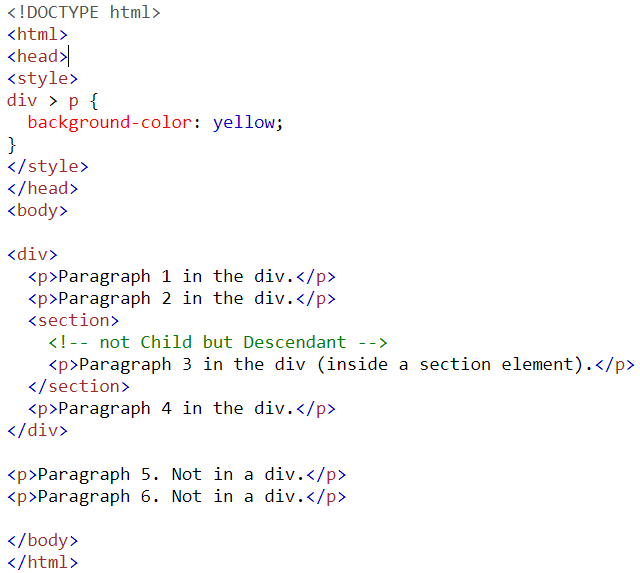 <!DOCTYPE html>
<html>
<head>
<style>
div > p {
  background-color: yellow;
}
</style>
</head>
<body>

<div>
  <p>Paragraph 1 in the div.</p>
  <p>Paragraph 2 in the div.</p>
  <section>
    <!-- not Child but Descendant -->
    <p>Paragraph 3 in the div (inside a section element).</p>
  </section>
  <p>Paragraph 4 in the div.</p>
</div>

<p>Paragraph 5. Not in a div.</p>
<p>Paragraph 6. Not in a div.</p>

</body>
</html>